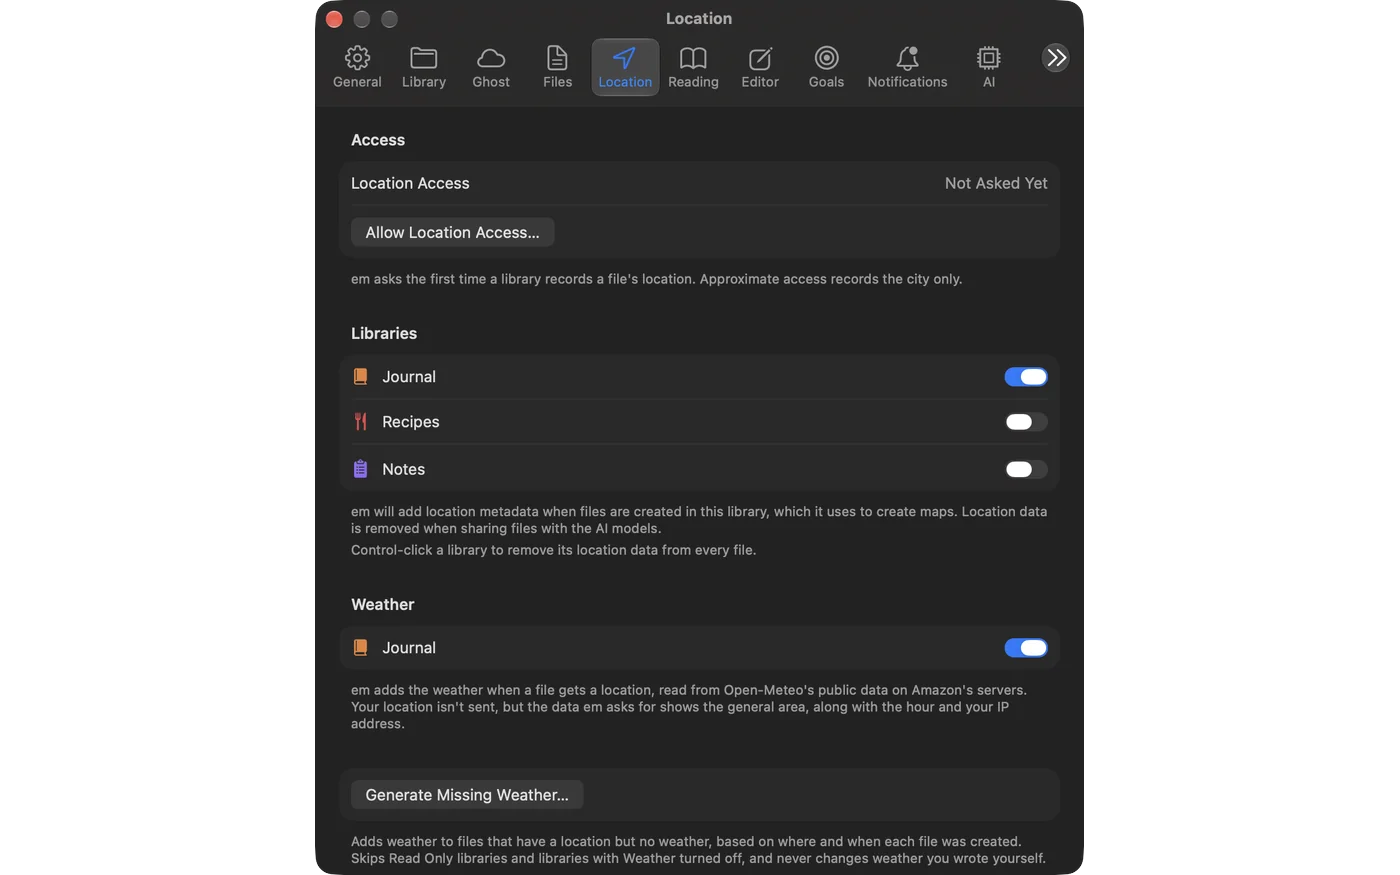 Location
General
Library
Ghost
Files
Location
Reading
Editor
Goals
Notifications
AI
Access
Location Access
Not Asked Yet
Allow Location Access...
em asks the first time a library records a file's location. Approximate access records the city only.
Libraries
Journal
Recipes
Notes
em will add location metadata when files are created in this library, which it uses to create maps. Location data
is removed when sharing files with the AI models.
Control-click a library to remove its location data from every file.
Weather
Journal
em adds the weather when a file gets a location, read from Open-Meteo's public data on Amazon's servers.
Your location isn't sent, but the data em asks for shows the general area, along with the hour and your IP
address.
Generate Missing Weather...
Adds weather to files that have a location but no weather, based on where and when each file was created.
Skips Read Only libraries and libraries with Weather turned off, and never changes weather you wrote yourself.